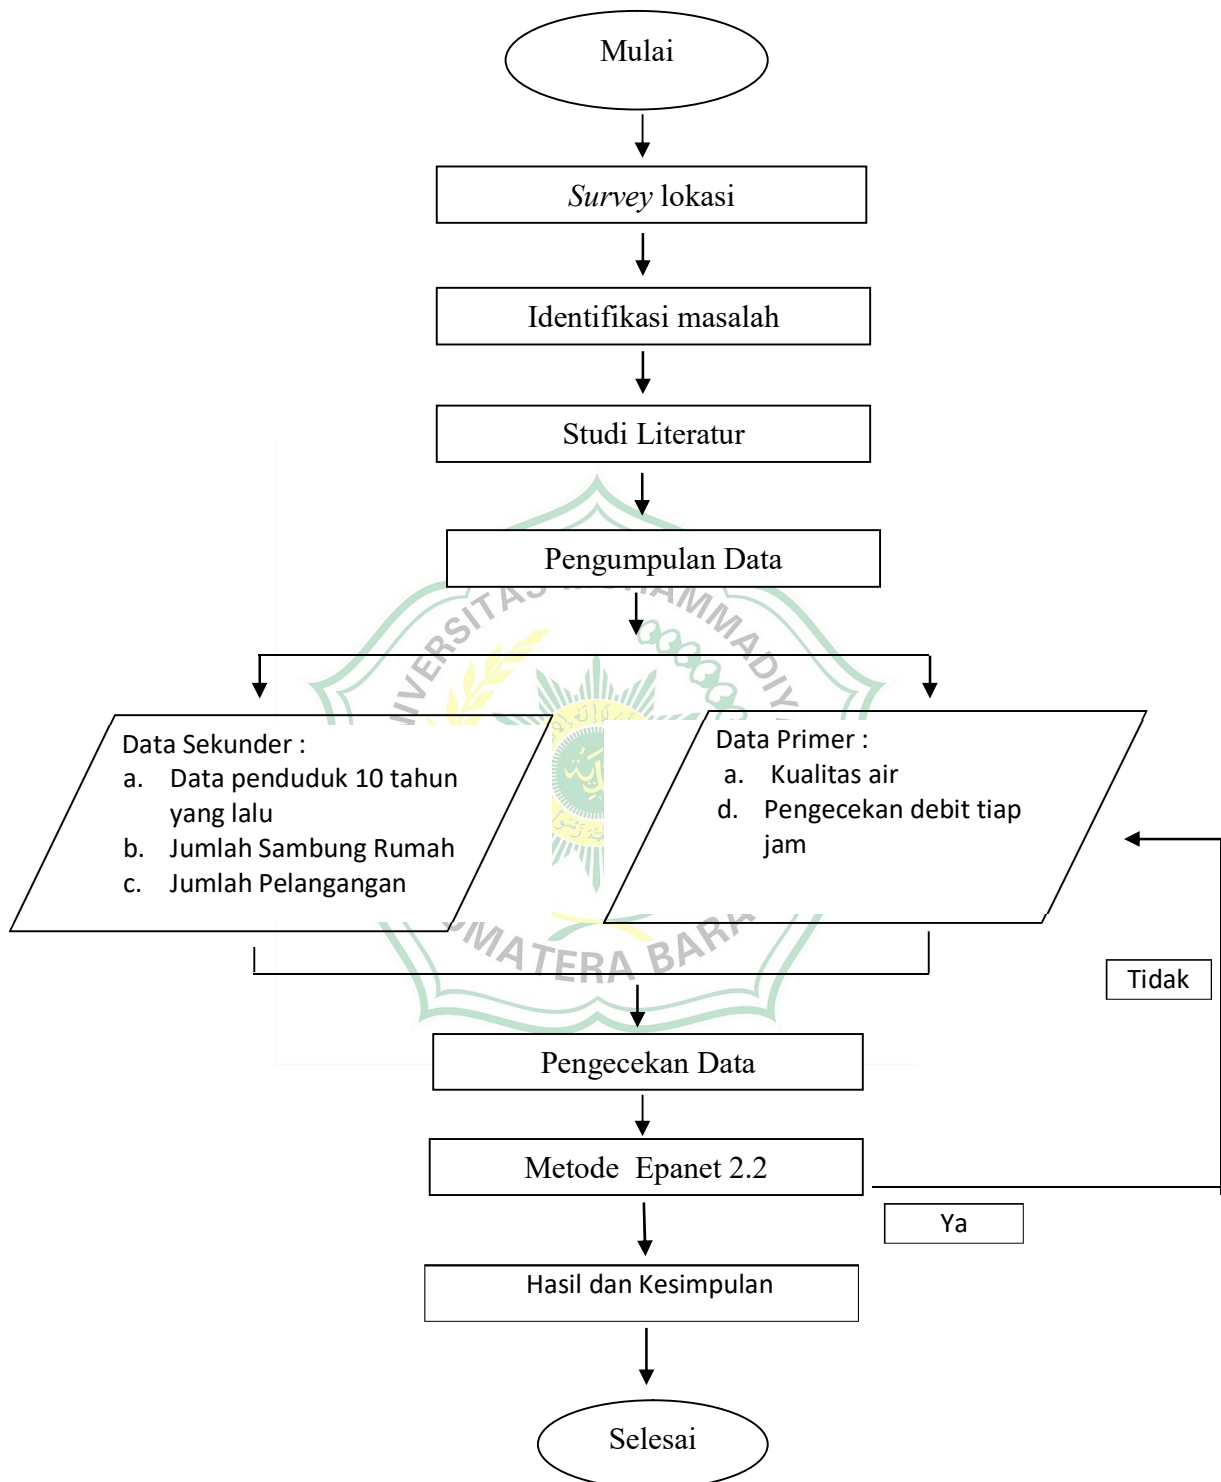 Mulai
Survey lokasi
Identifikasi masalah
Studi Literatur
Pengumpulan Data
Data Sekunder :
a. Data penduduk 10 tahun
yang lalu
b. Jumlah Sambung Rumah
c. Jumlah Pelangangan
Data Primer :
a. Kualitas air
d. Pengecekan debit tiap
jam
SUMATERA BARAT
Tidak
Pengecekan Data
Metode Epanet 2.2
Ya
Hasil dan Kesimpulan
Selesai